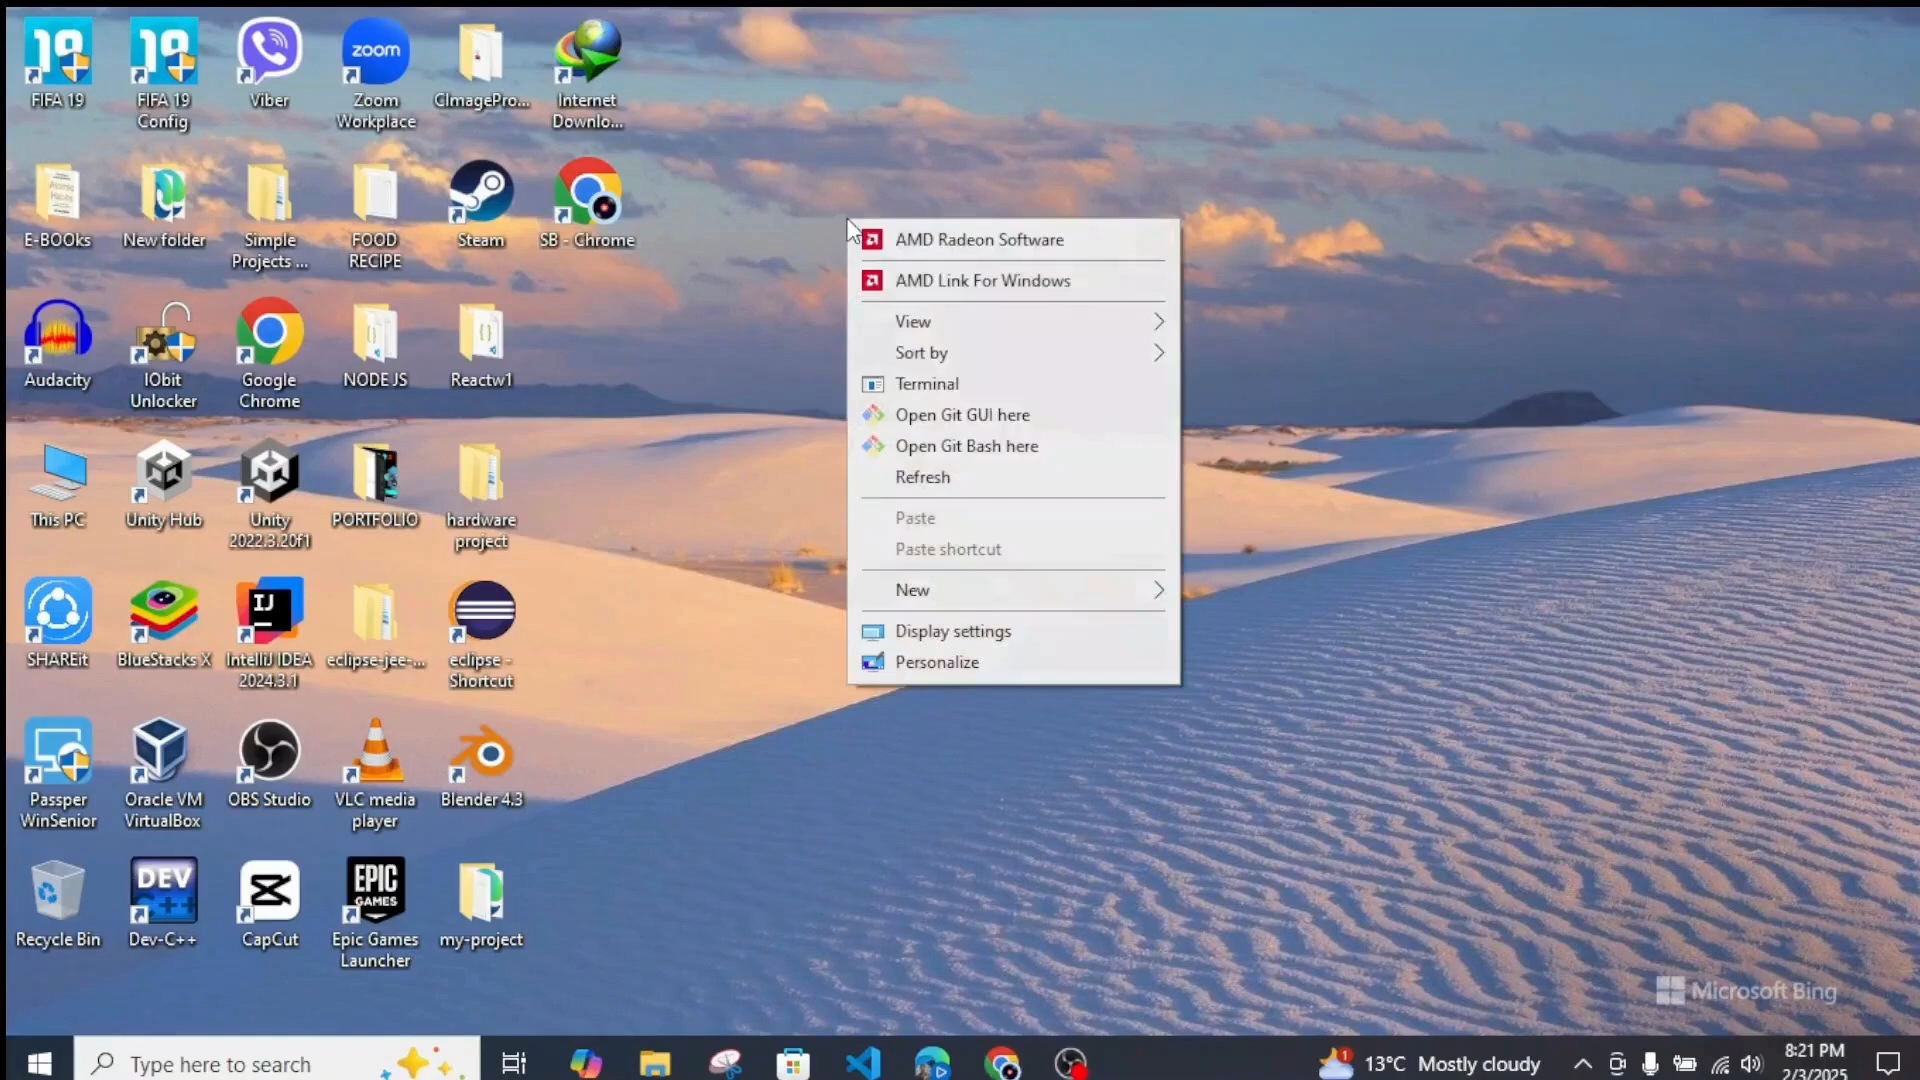 FIFA 19
FIFA 19
Config
Viber
zoom
Zoom
Workplace
CImagePro...
Internet
Downlo...
E-BOOks
New folder
Simple
Projects ...
FOOD
RECIPE
Steam
SB - Chrome
Audacity
IObit
Unlocker
Google
Chrome
NODE JS
Reactw1
This PC
Unity Hub
Unity
2022.3.20f1
PORTFOLIO
hardware
project
SHAREit
BlueStacks X
IJ
IntelliJ IDEA
2024.3.1
eclipse-jee-...
eclipse -
Shortcut
Passper
WinSenior
Oracle VM
VirtualBox
OBS Studio
VLC media
player
Blender 4.3
Recycle Bin
DEV
C++
Dev-C++
CapCut
EPIC
GAMES
Epic Games
Launcher
my-project
AMD Radeon Software
AMD Link For Windows
View
Sort by
Terminal
Open Git GUI here
Open Git Bash here
Refresh
Paste
Paste shortcut
New
Display settings
Personalize
Microsoft Bing
Type here to search
1
13°C Mostly cloudy
8:21 PM
2/3/2025